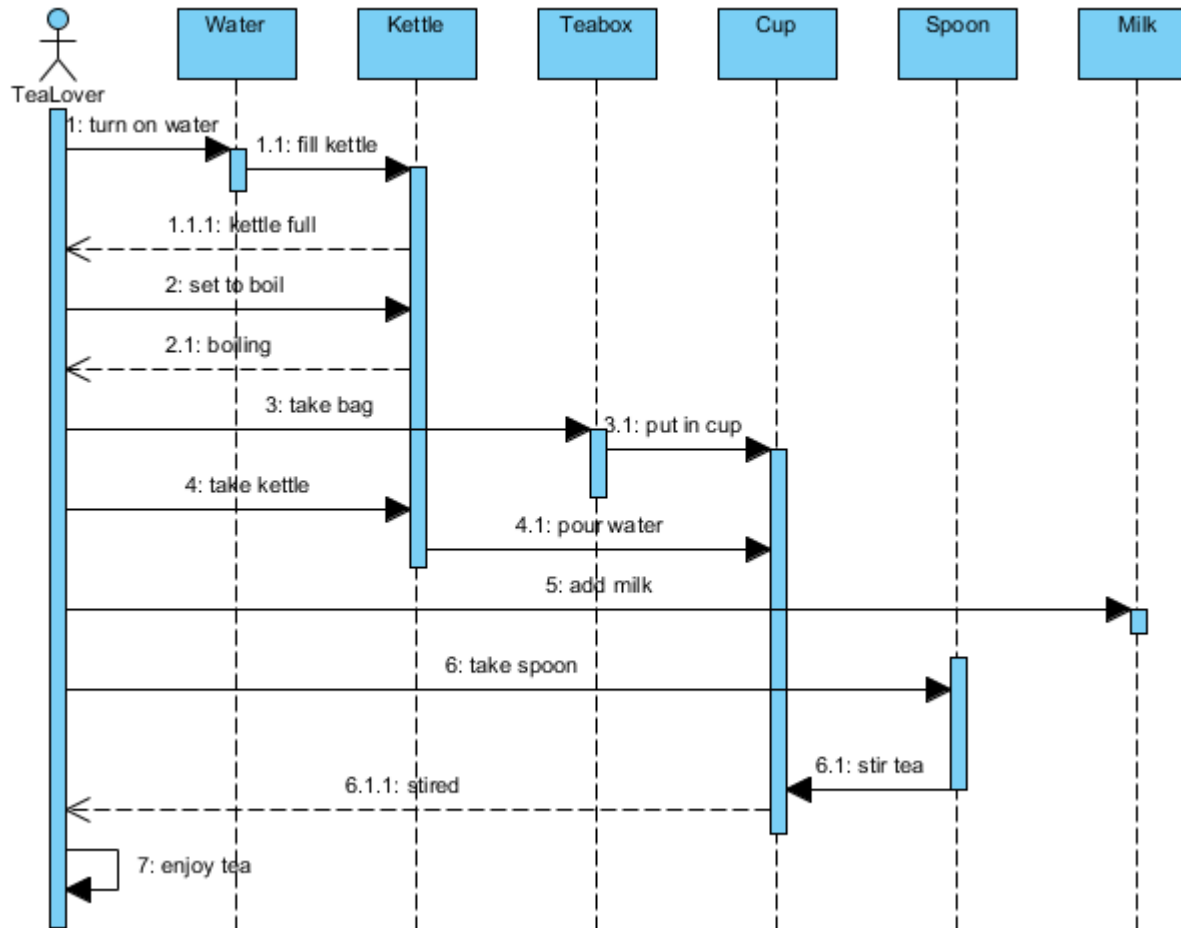 Water
Kettle
Teabox
Cup
Spoon
Milk
TeaLover
1: turn on water
1.1: fill kettle
1.1.1: kettle full
2: set to boil
2.1: boiling
3: take bag
3.1: put in cup
4: take kettle
4.1: pour water
5: add milk
6: take spoon
6.1: stir tea
6.1.1: stired
7: enjoy tea